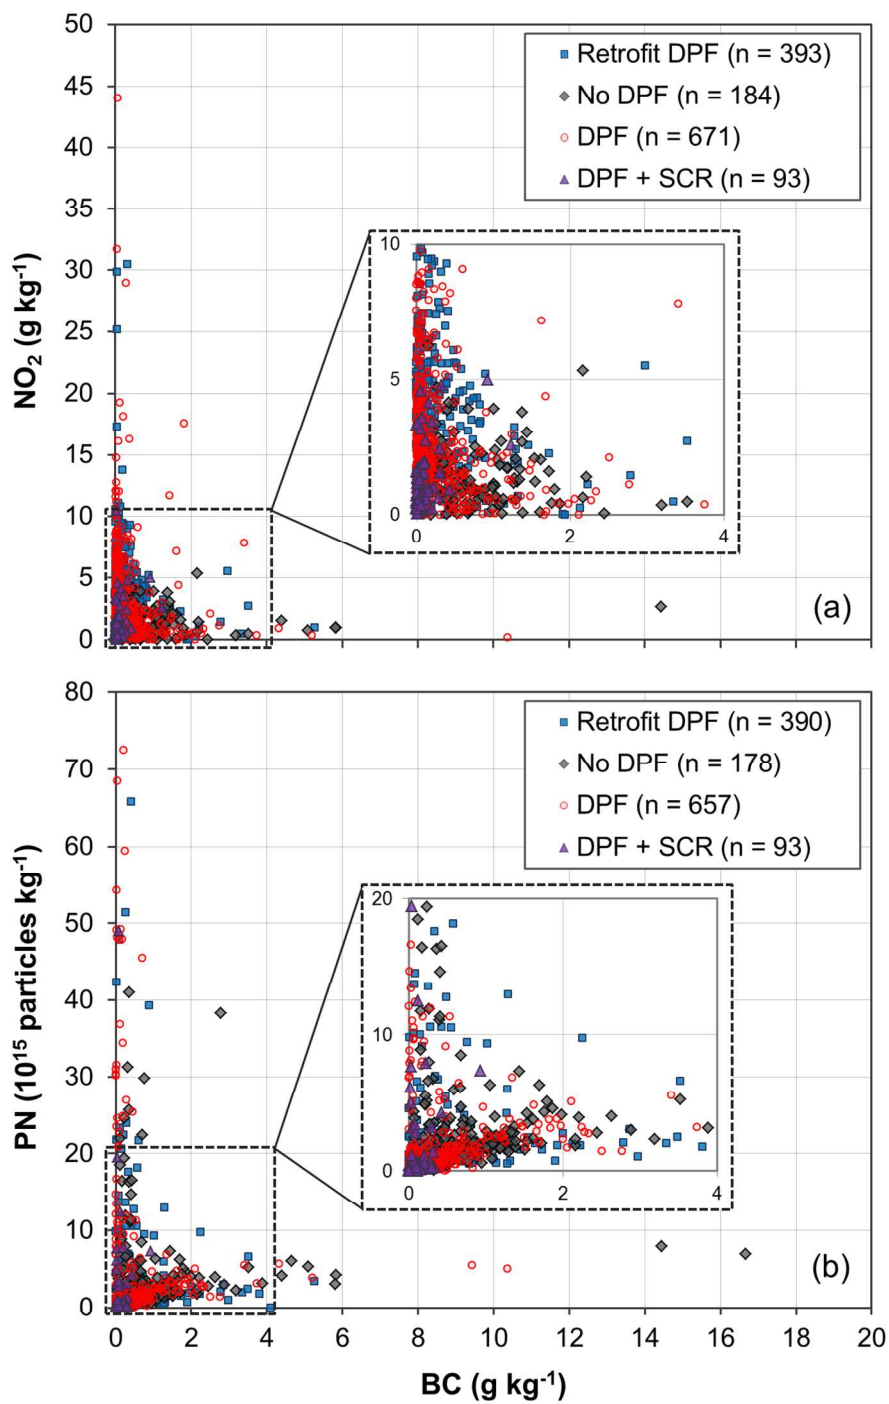 50
45
40
35
30
25
20
15
10
5
0
NO₂ (g kg⁻¹)
Retrofit DPF (n = 393)
No DPF (n = 184)
DPF (n = 671)
DPF + SCR (n = 93)
10
5
0
0 2 4
(a)
80
70
60
50
40
30
20
10
0
PN (10¹⁵ particles kg⁻¹)
Retrofit DPF (n = 390)
No DPF (n = 178)
DPF (n = 657)
DPF + SCR (n = 93)
20
10
0
0 2 4
(b)
0 2 4 6 8 10 12 14 16 18 20
BC (g kg⁻¹)